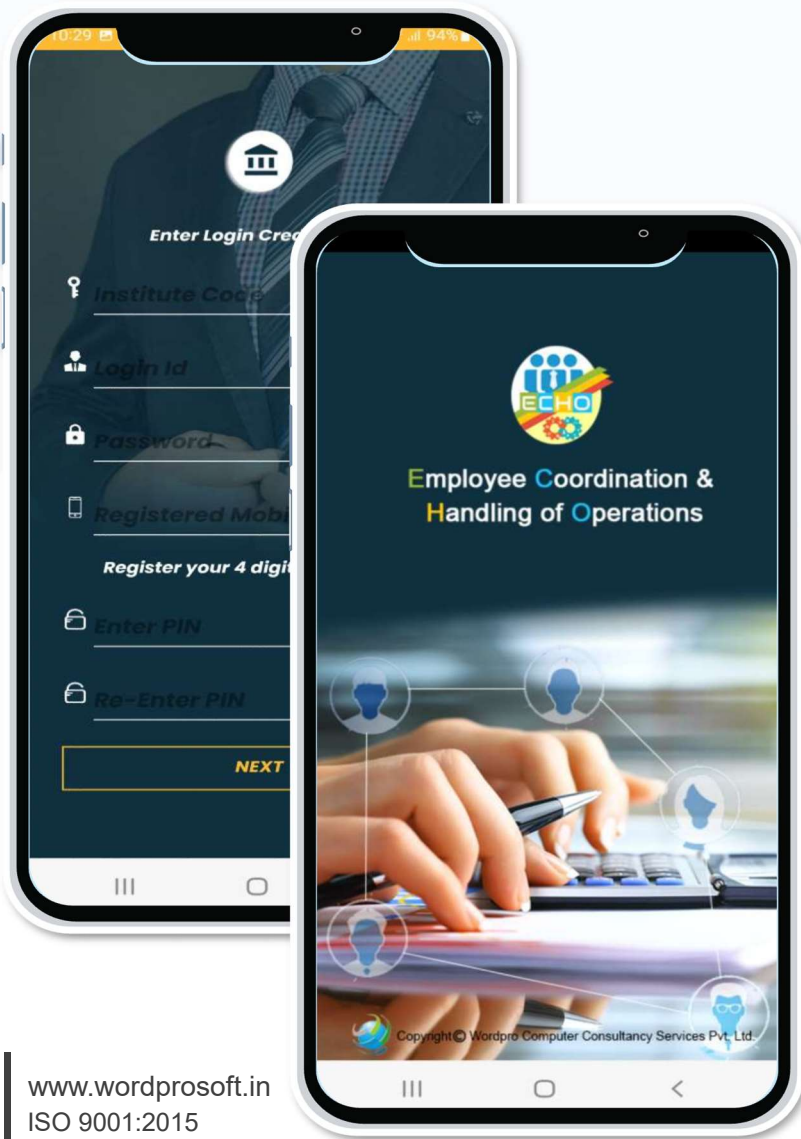 10:29
94%
Enter Login Cre
Institute Code
Login Id
Password
Registered Mobi
Register your 4 digi
Enter PIN
Re-Enter PIN
NEXT
ECHO
Employee Coordination &
Handling of Operations
Copyright© Wordpro Computer Consultancy Services Pvt. Ltd.
www.wordprosoft.in
ISO 9001:2015